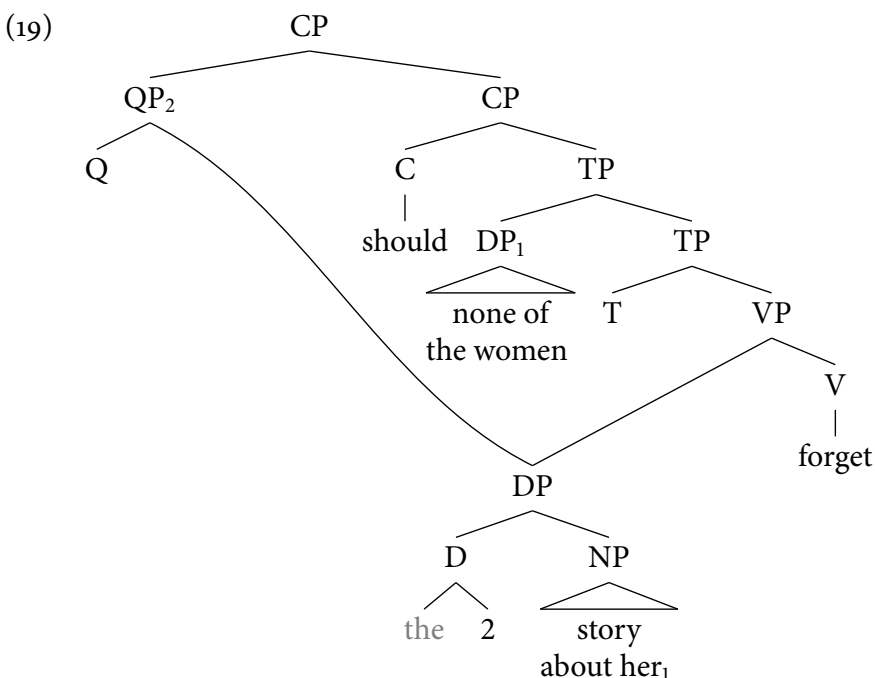 (19) CP
QP₂ CP
Q C TP
should DP₁ TP
none of T VP
the women
V
forget
DP
D NP
the 2 story
about her₁